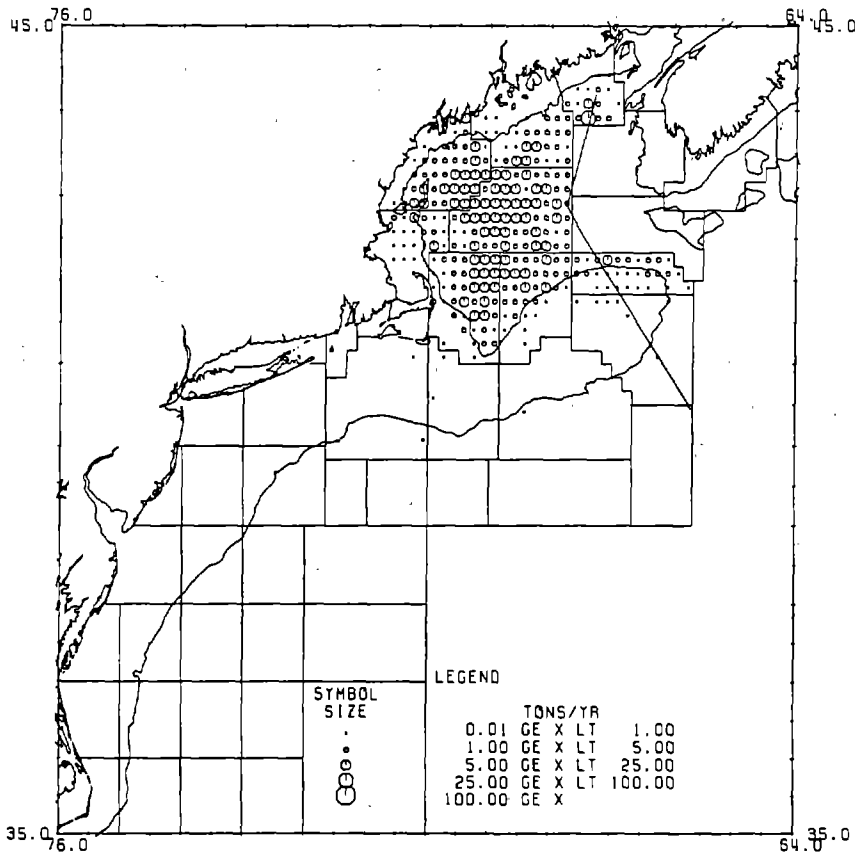 76.0 64.0
45.0 45.0
LEGEND
SYMBOL
SIZE
TONS/YR
0.01 GE X LT 1.00
1.00 GE X LT 5.00
5.00 GE X LT 25.00
25.00 GE X LT 100.00
100.00 GE X
35.0 35.0
76.0 64.0